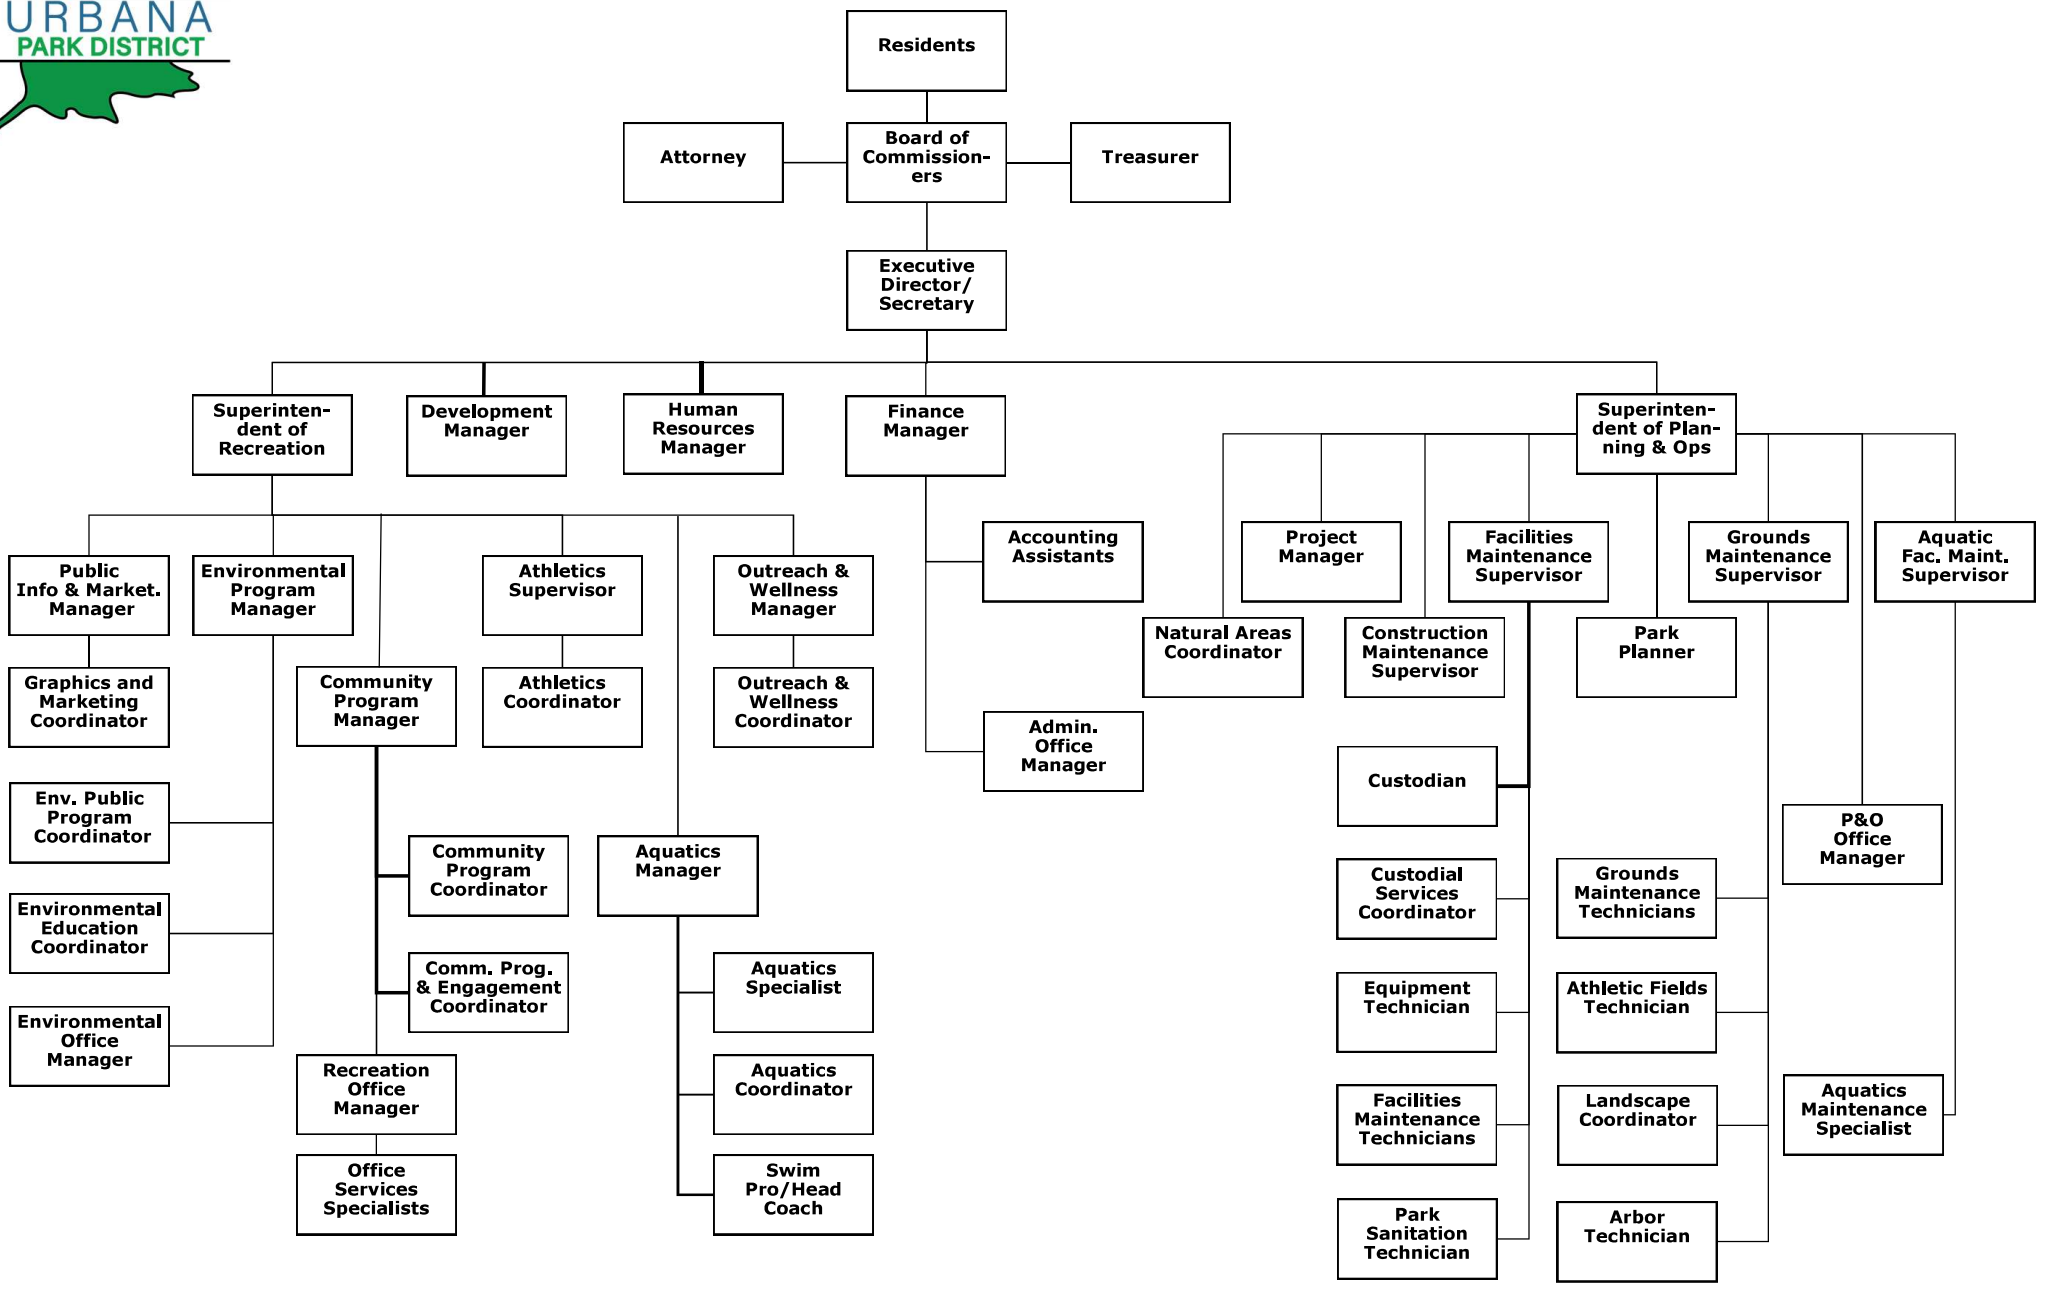 URBANA
PARK DISTRICT
Residents
Attorney
Board of
Commission-
ers
Treasurer
Executive
Director/
Secretary
Superinten-
dent of
Recreation
Development
Manager
Human
Resources
Manager
Finance
Manager
Superinten-
dent of Plan-
ning & Ops
Public
Info & Market.
Manager
Environmental
Program
Manager
Athletics
Supervisor
Outreach &
Wellness
Manager
Accounting
Assistants
Project
Manager
Facilities
Maintenance
Supervisor
Grounds
Maintenance
Supervisor
Aquatic
Fac. Maint.
Supervisor
Natural Areas
Coordinator
Construction
Maintenance
Supervisor
Park
Planner
Graphics and
Marketing
Coordinator
Community
Program
Manager
Athletics
Coordinator
Outreach &
Wellness
Coordinator
Admin.
Office
Manager
Custodian
Env. Public
Program
Coordinator
Community
Program
Coordinator
Aquatics
Manager
P&O
Office
Manager
Custodial
Services
Coordinator
Grounds
Maintenance
Technicians
Environmental
Education
Coordinator
Comm. Prog.
& Engagement
Coordinator
Aquatics
Specialist
Equipment
Technician
Athletic Fields
Technician
Environmental
Office
Manager
Recreation
Office
Manager
Aquatics
Coordinator
Facilities
Maintenance
Technicians
Landscape
Coordinator
Aquatics
Maintenance
Specialist
Office
Services
Specialists
Swim
Pro/Head
Coach
Park
Sanitation
Technician
Arbor
Technician